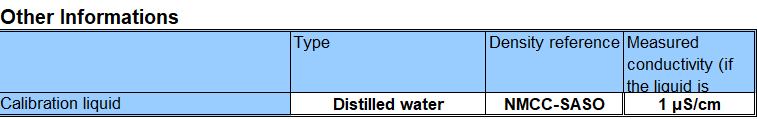 Other Informations
Type Density reference Measured
conductivity (if
the liquid is
Calibration liquid Distilled water NMCC-SASO 1 µS/cm